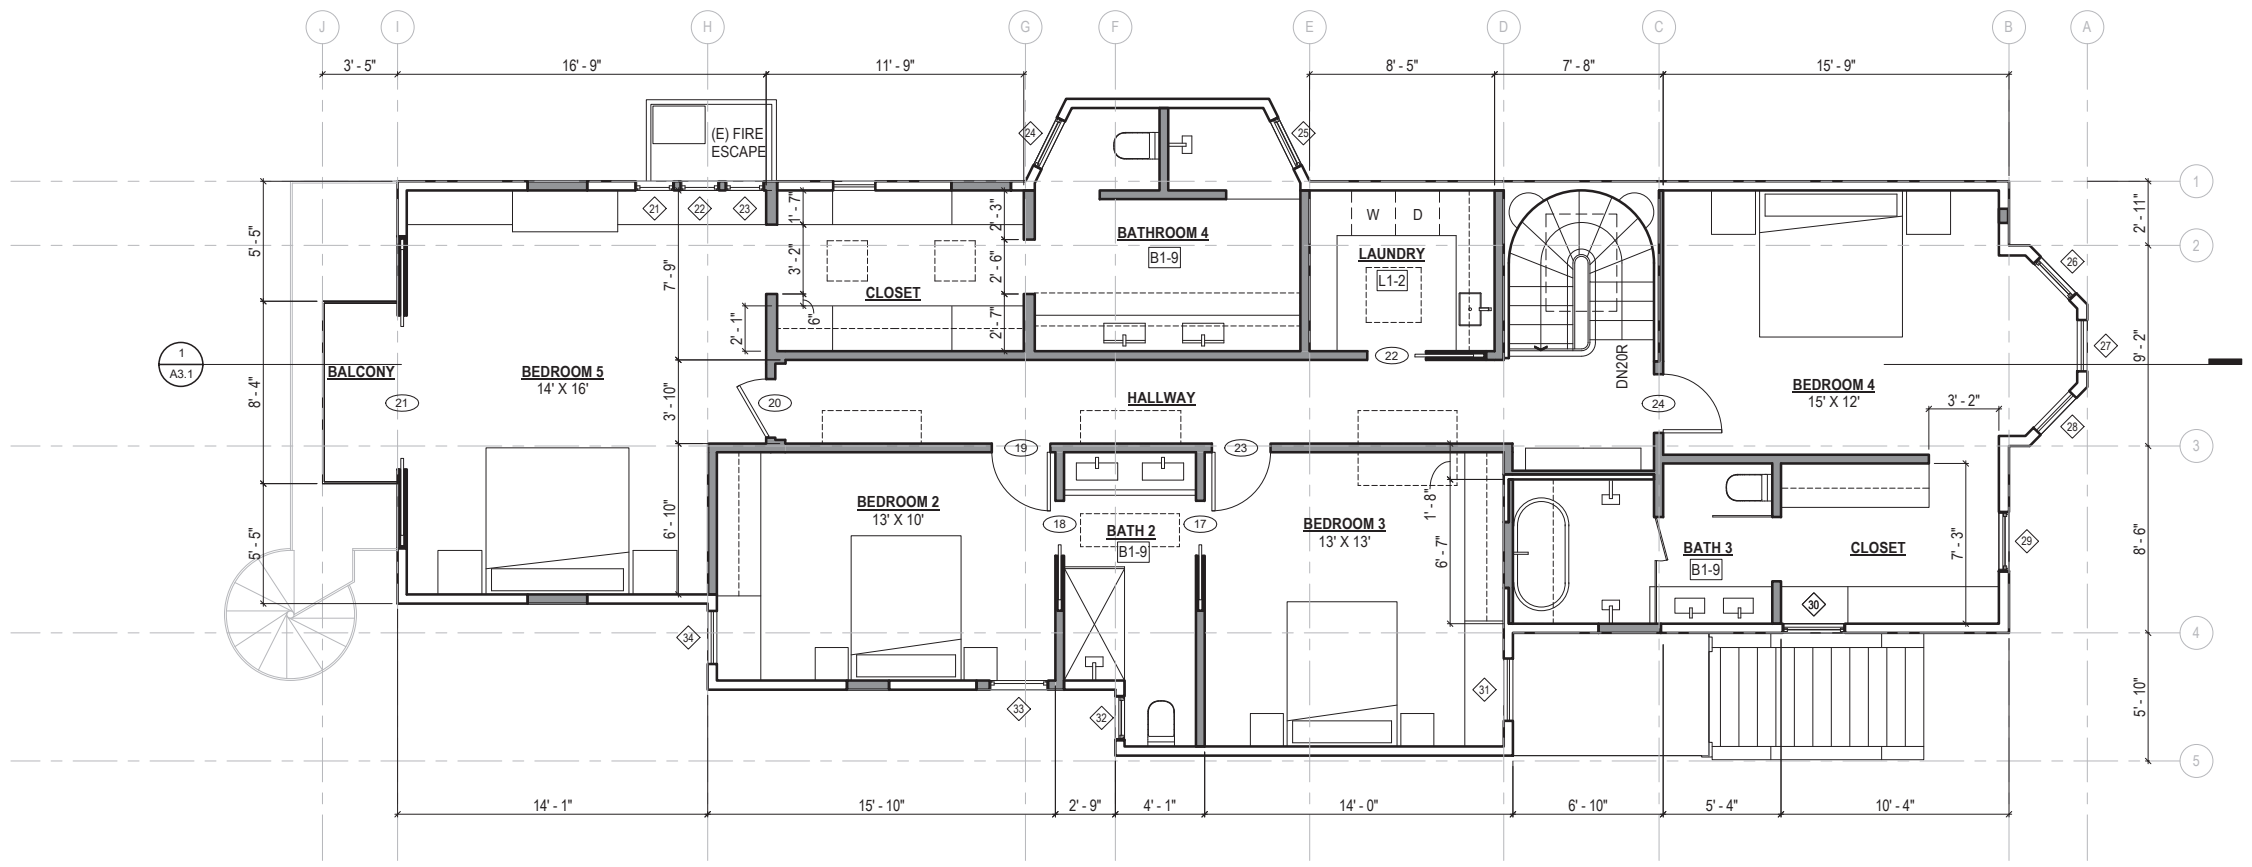 J
I
H
G
F
E
D
C
B
A
3' - 5"
16' - 9"
11' - 9"
8' - 5"
7' - 8"
15' - 9"
(E) FIRE
ESCAPE
24
25
1
21
22
23
1' - 7"
2' - 3"
W
D
2' - 11"
5' - 5"
BATHROOM 4
B1-9
2
3' - 2"
7' - 9"
2' - 6"
LAUNDRY
L1-2
26
CLOSET
6"
2' - 1"
2' - 7"
1
A3.1
BALCONY
BEDROOM 5
14' X 16'
22
DN20R
27
9' - 2"
8' - 4"
21
3' - 10"
20
HALLWAY
24
BEDROOM 4
15' X 12'
3' - 2"
28
19
23
3
BEDROOM 2
13' X 10'
1' - 8"
5' - 5"
6' - 10"
18
BATH 2
B1-9
17
BEDROOM 3
13' X 13'
6' - 7"
BATH 3
B1-9
CLOSET
7' - 3"
29
8' - 6"
30
34
4
33
32
31
5' - 10"
5
14' - 1"
15' - 10"
2' - 9"
4' - 1"
14' - 0"
6' - 10"
5' - 4"
10' - 4"